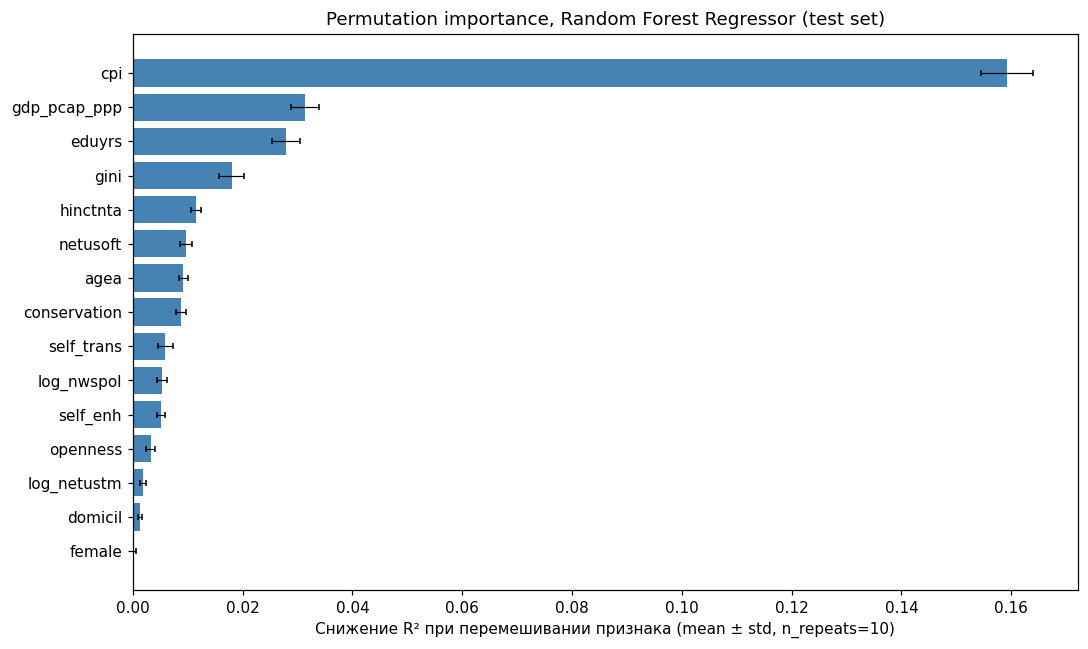 Permutation importance, Random Forest Regressor (test set)
cpi
gdp_pcap_ppp
eduyrs
gini
hinctnta
netusoft
agea
conservation
self_trans
log_nwspol
self_enh
openness
log_netustm
domicil
female
0.00 0.02 0.04 0.06 0.08 0.10 0.12 0.14 0.16
Снижение R² при перемешивании признака (mean ± std, n_repeats=10)